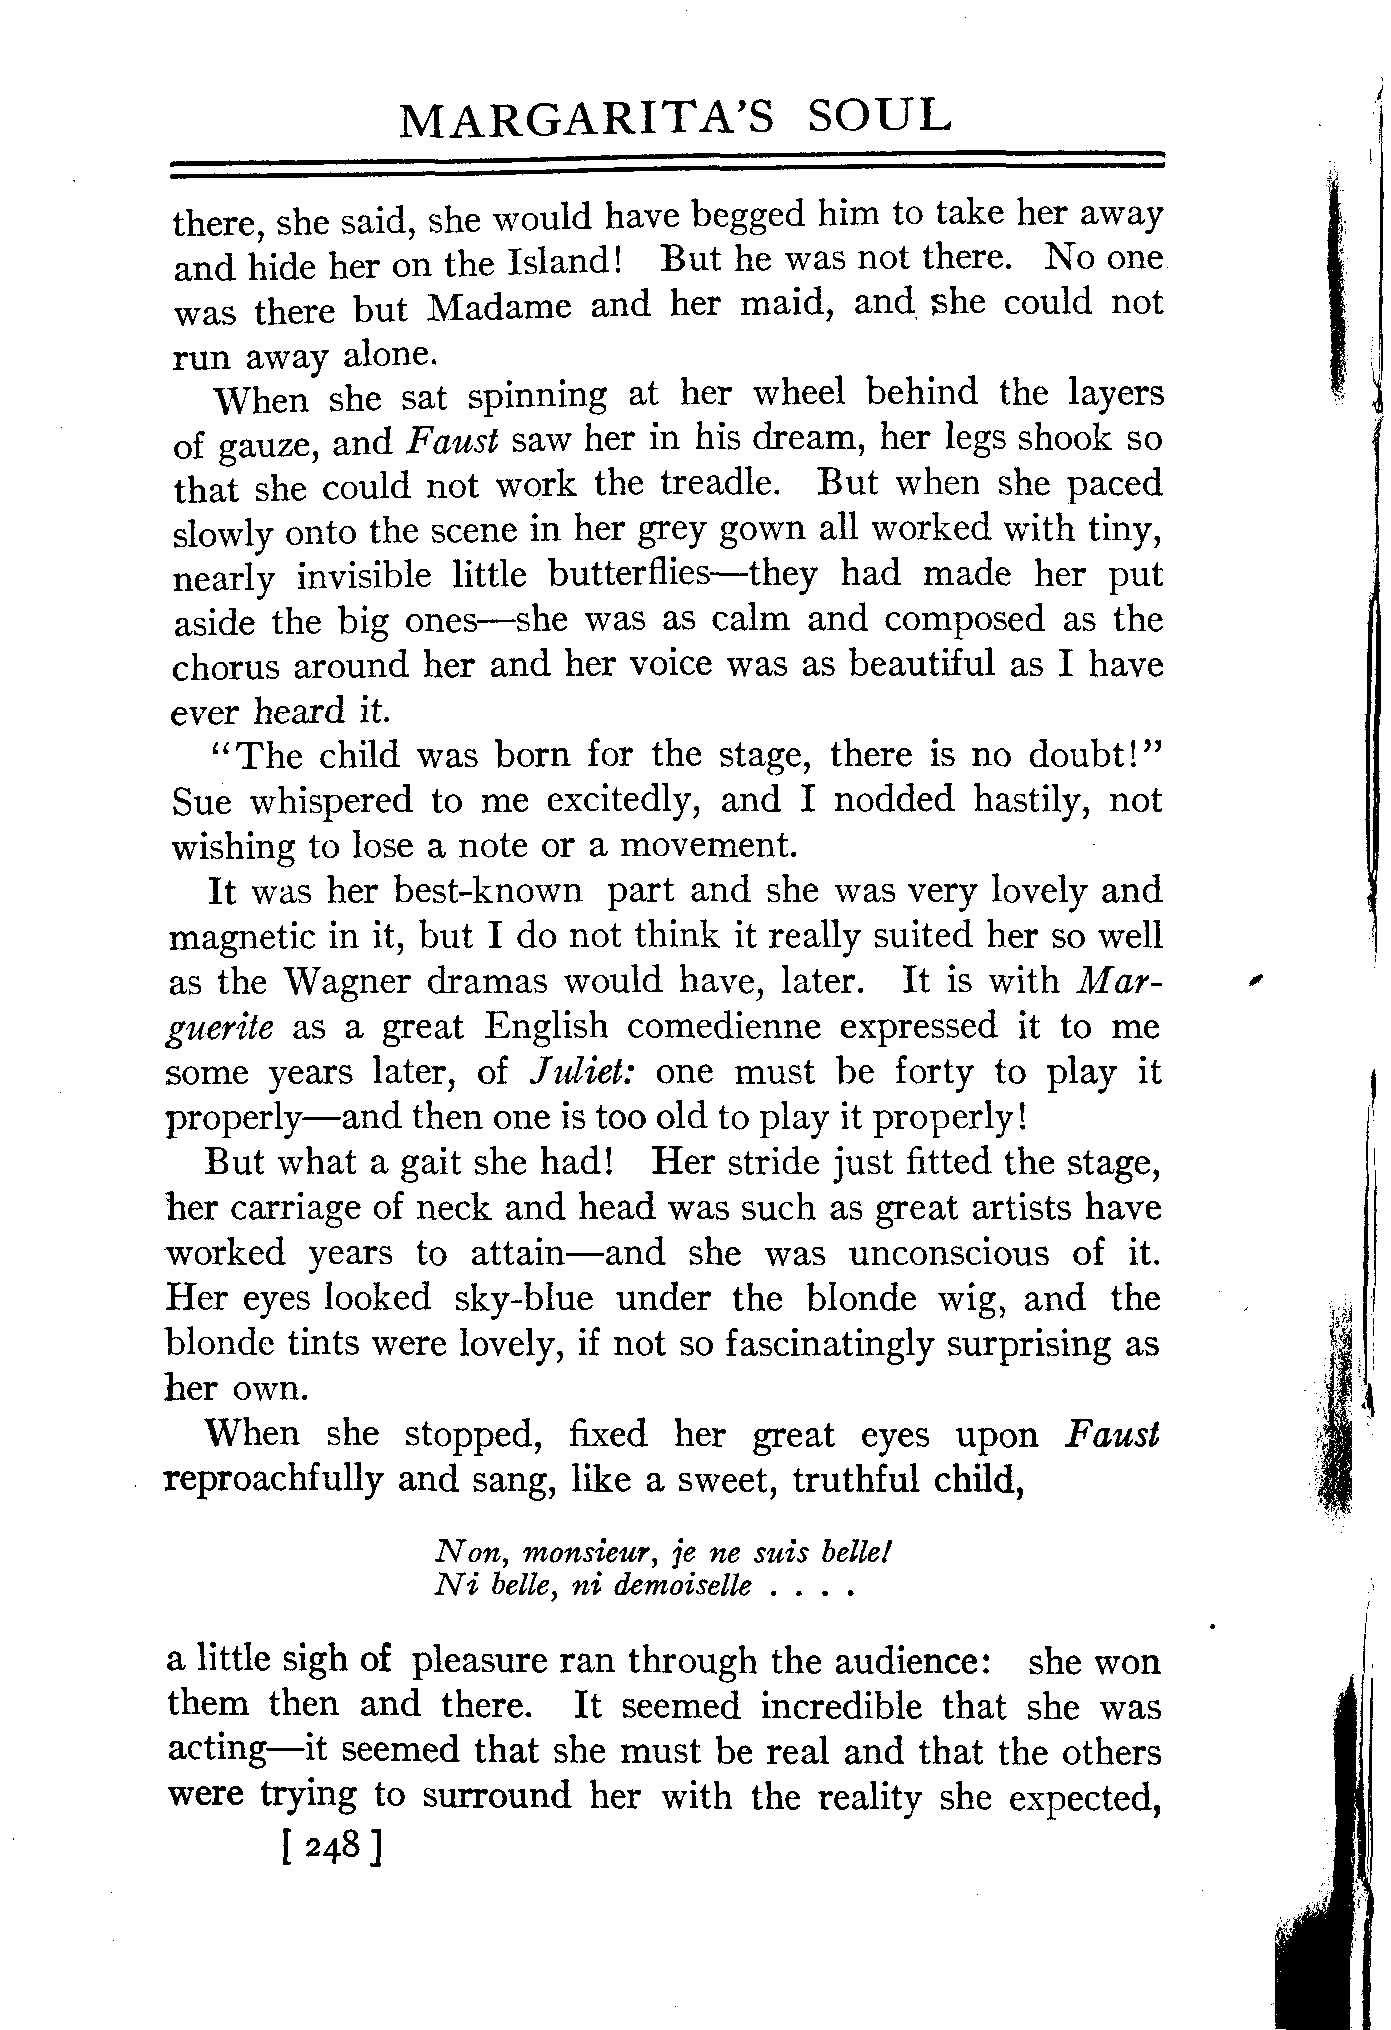 MARGARITA'S SOUL
there, she said, she would have begged him to take her away
and hide her on the Island! But he was not there. No one
was there but Madame and her maid, and she could not
run away alone.
When she sat spinning at her wheel behind the layers
of gauze, and Faust saw her in his dream, her legs shook so
that she could not work the treadle. But when she paced
slowly onto the scene in her grey gown all worked with tiny,
nearly invisible little butterflies—they had made her put
aside the big ones—she was as calm and composed as the
chorus around her and her voice was as beautiful as I have
ever heard it.
"The child was born for the stage, there is no doubt!"
Sue whispered to me excitedly, and I nodded hastily, not
wishing to lose a note or a movement.
It was her best-known part and she was very lovely and
magnetic in it, but I do not think it really suited her so well
as the Wagner dramas would have, later. It is with Mar-
guerite as a great English comedienne expressed it to me
some years later, of Juliet: one must be forty to play it
properly—and then one is too old to play it properly!
But what a gait she had! Her stride just fitted the stage,
her carriage of neck and head was such as great artists have
worked years to attain—and she was unconscious of it.
Her eyes looked sky-blue under the blonde wig, and the
blonde tints were lovely, if not so fascinatingly surprising as
her own.
When she stopped, fixed her great eyes upon Faust
reproachfully and sang, like a sweet, truthful child,
Non, monsieur, je ne suis belle!
Ni belle, ni demoiselle . . . .
a little sigh of pleasure ran through the audience: she won
them then and there. It seemed incredible that she was
acting—it seemed that she must be real and that the others
were trying to surround her with the reality she expected,
[ 248 ]